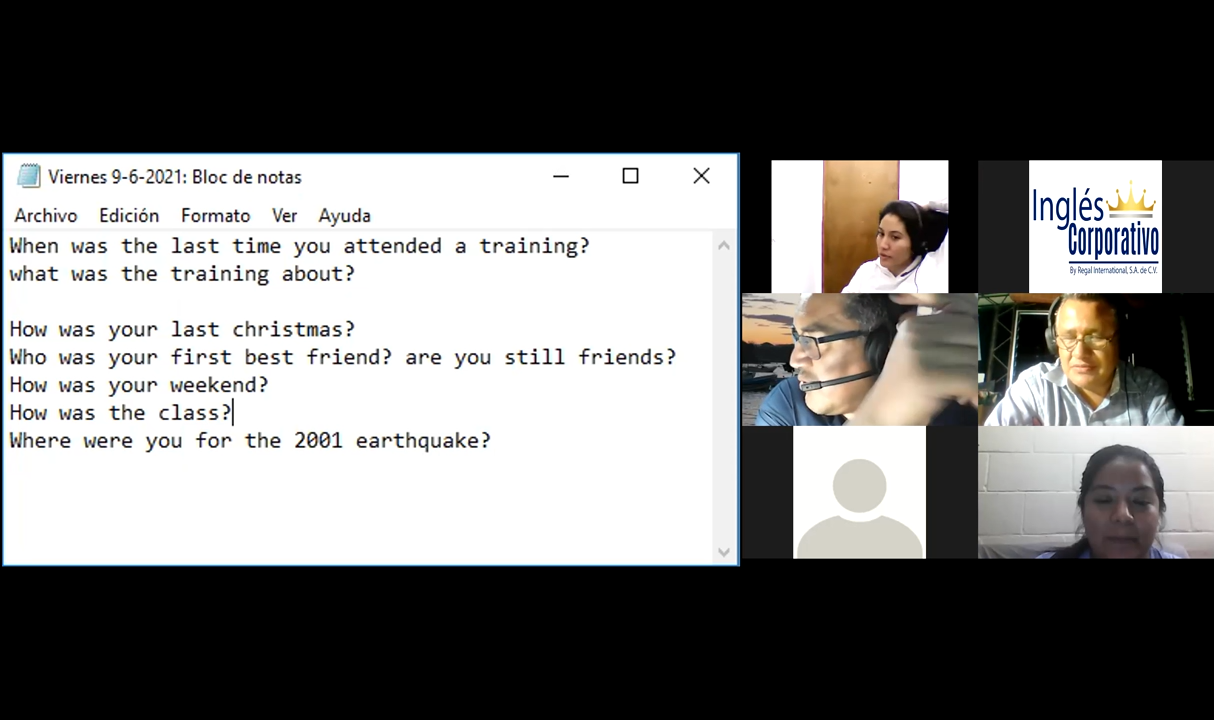 Viernes 9-6-2021: Bloc de notas
Archivo Edición Formato Ver Ayuda
When was the last time you attended a training?
what was the training about?
How was your last christmas?
Who was your first best friend? are you still friends?
How was your weekend?
How was the class?
Where were you for the 2001 earthquake?
Inglés
Corporativo
By Regal International, S.A. de C.V.